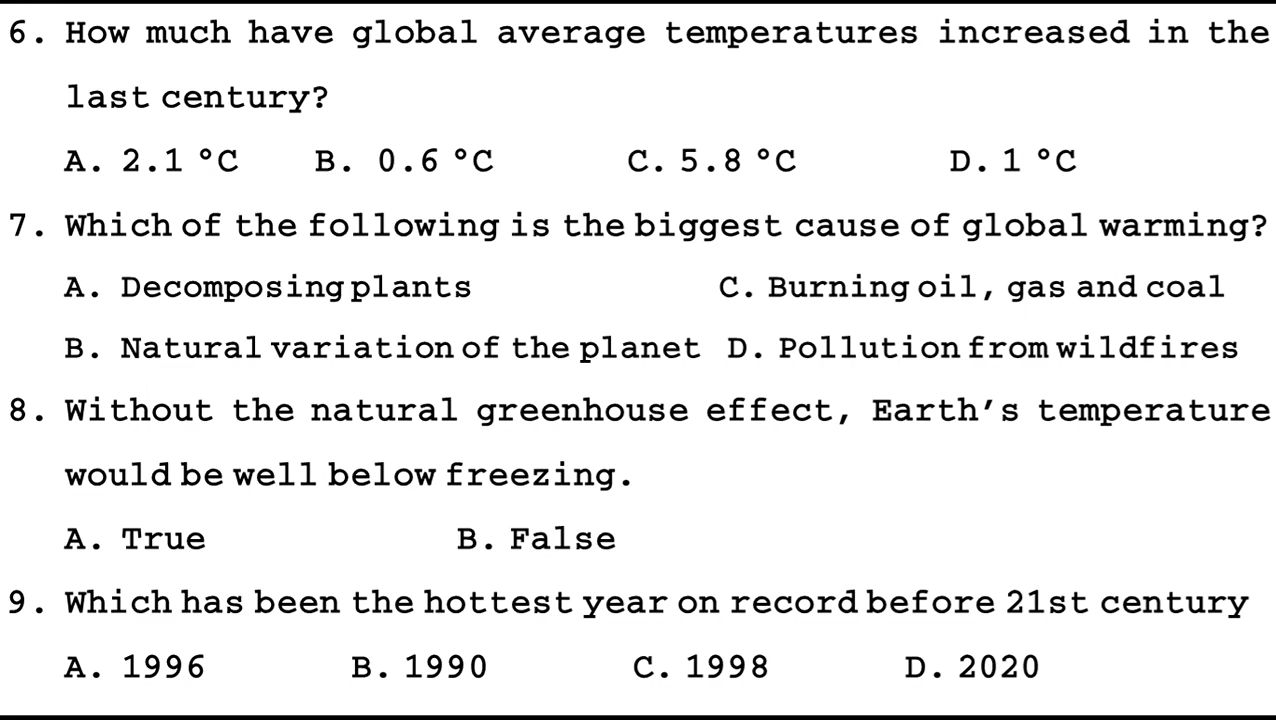 6. How much have global average temperatures increased in the
last century?
A. 2.1 °C B. 0.6 °C C. 5.8 °C D. 1 °C
7. Which of the following is the biggest cause of global warming?
A. Decomposing plants C. Burning oil, gas and coal
B. Natural variation of the planet D. Pollution from wildfires
8. Without the natural greenhouse effect, Earth’s temperature
would be well below freezing.
A. True B. False
9. Which has been the hottest year on record before 21st century
A. 1996 B. 1990 C. 1998 D. 2020